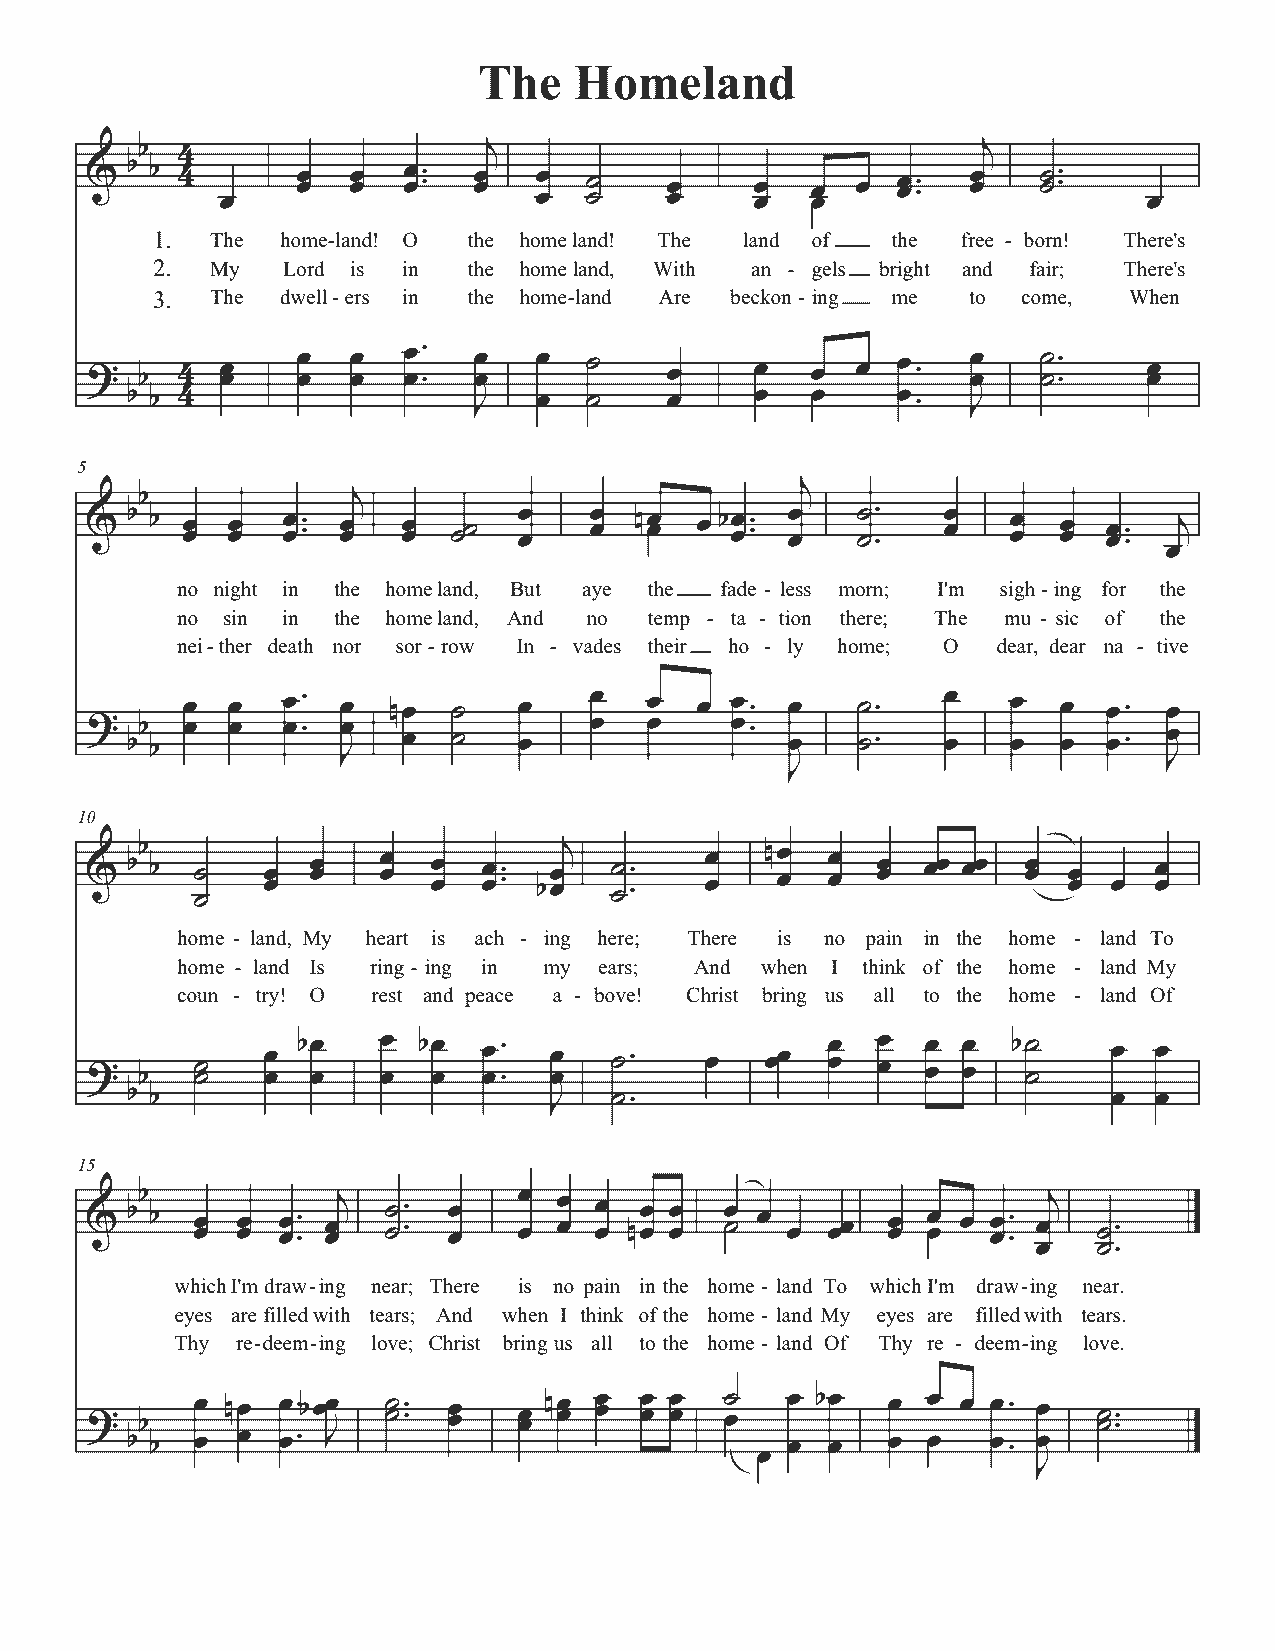 The Homeland
1. The home-land! O the home land! The land of the free - born! There's
2. My Lord is in the home land, With an - gels bright and fair; There's
3. The dwell - ers in the home-land Are beckon - ing me to come, When
5
no night in the home land, But aye the fade - less morn; I'm sigh - ing for the
no sin in the home land, And no temp - ta - tion there; The mu - sic of the
nei - ther death nor sor - row In - vades their ho - ly home; O dear, dear na - tive
10
home - land, My heart is ach - ing here; There is no pain in the home - land To
home - land Is ring - ing in my ears; And when I think of the home - land My
coun - try! O rest and peace a - bove! Christ bring us all to the home - land Of
15
which I'm draw-ing near; There is no pain in the home - land To which I'm draw-ing near.
eyes are filled with tears; And when I think of the home - land My eyes are filled with tears.
Thy re-deem-ing love; Christ bring us all to the home - land Of Thy re - deem-ing love.